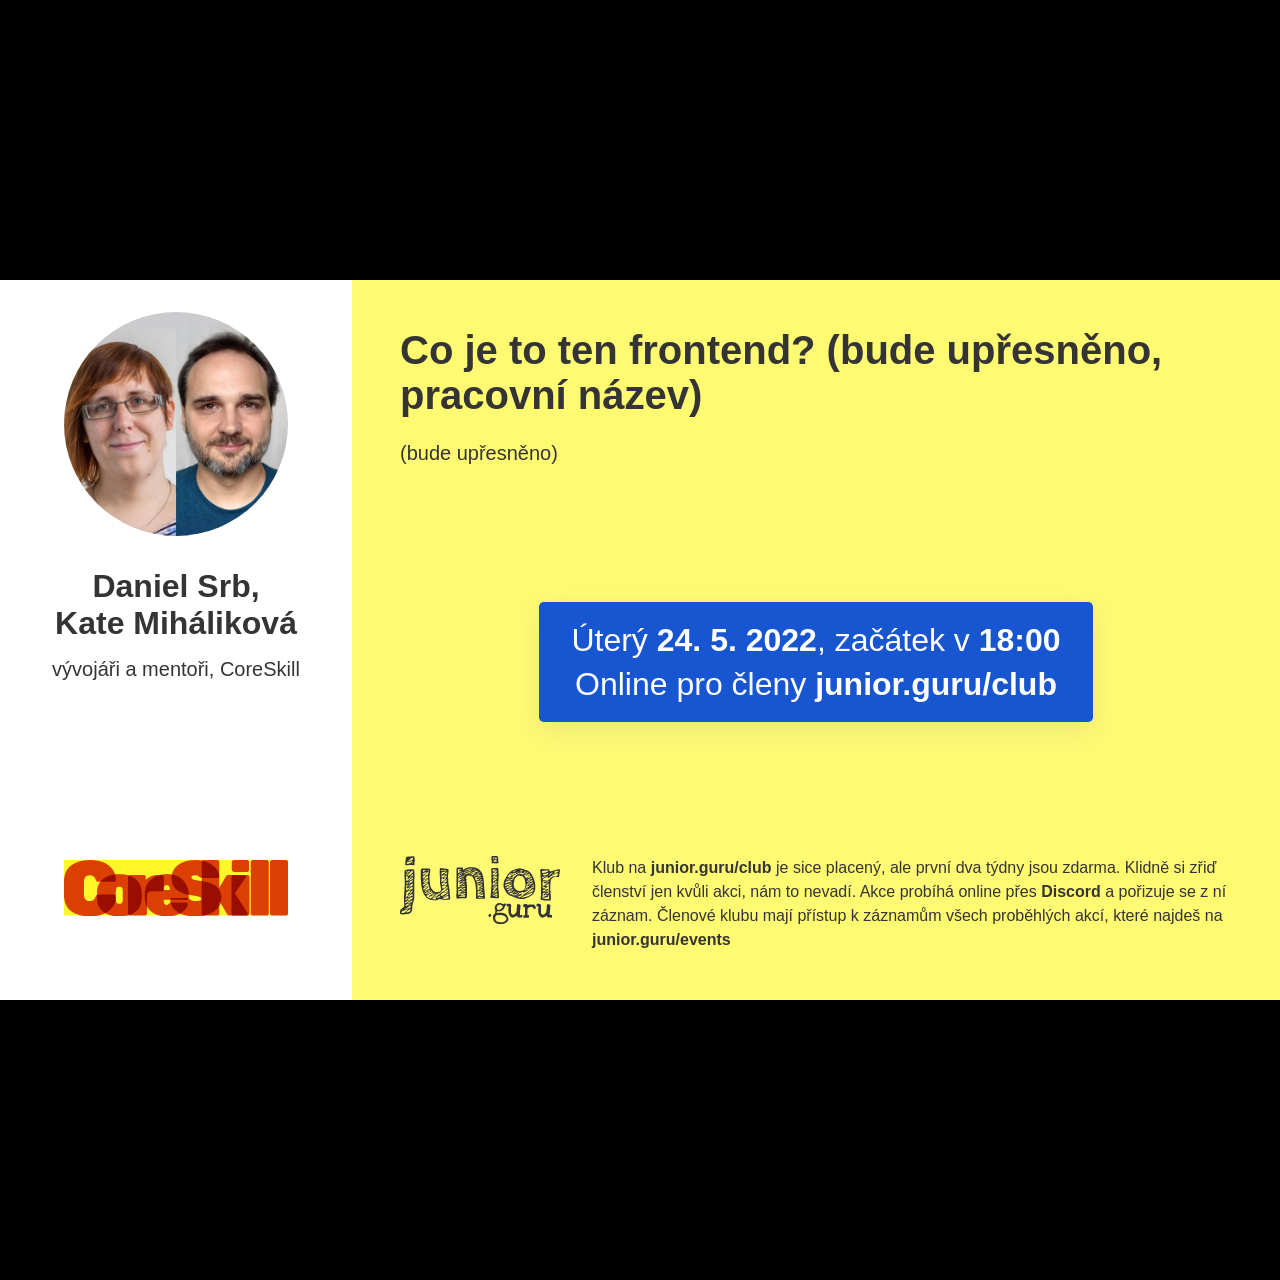 Daniel Srb,
Kate Miháliková
vývojáři a mentoři, CoreSkill
CoreSkill
Co je to ten frontend? (bude upřesněno,
pracovní název)
(bude upřesněno)
Úterý 24. 5. 2022, začátek v 18:00
Online pro členy junior.guru/club
junior
.guru
Klub na junior.guru/club je sice placený, ale první dva týdny jsou zdarma. Klidně si zřiď
členství jen kvůli akci, nám to nevadí. Akce probíhá online přes Discord a pořizuje se z ní
záznam. Členové klubu mají přístup k záznamům všech proběhlých akcí, které najdeš na
junior.guru/events